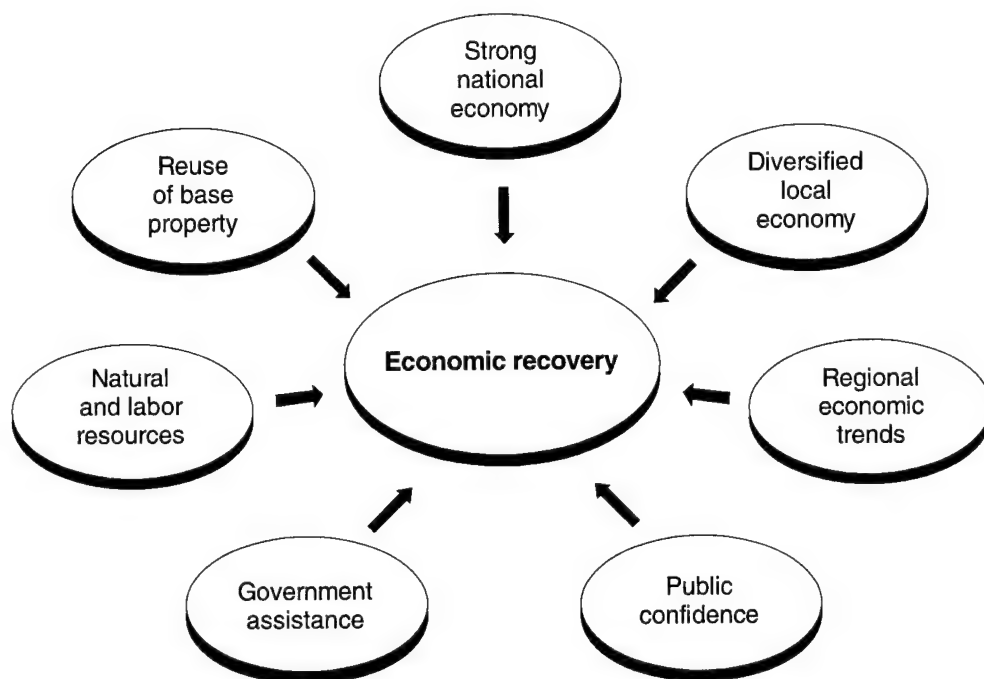 Strong
national
economy
Reuse
of base
property
Diversified
local
economy
Economic recovery
Natural
and labor
resources
Regional
economic
trends
Government
assistance
Public
confidence